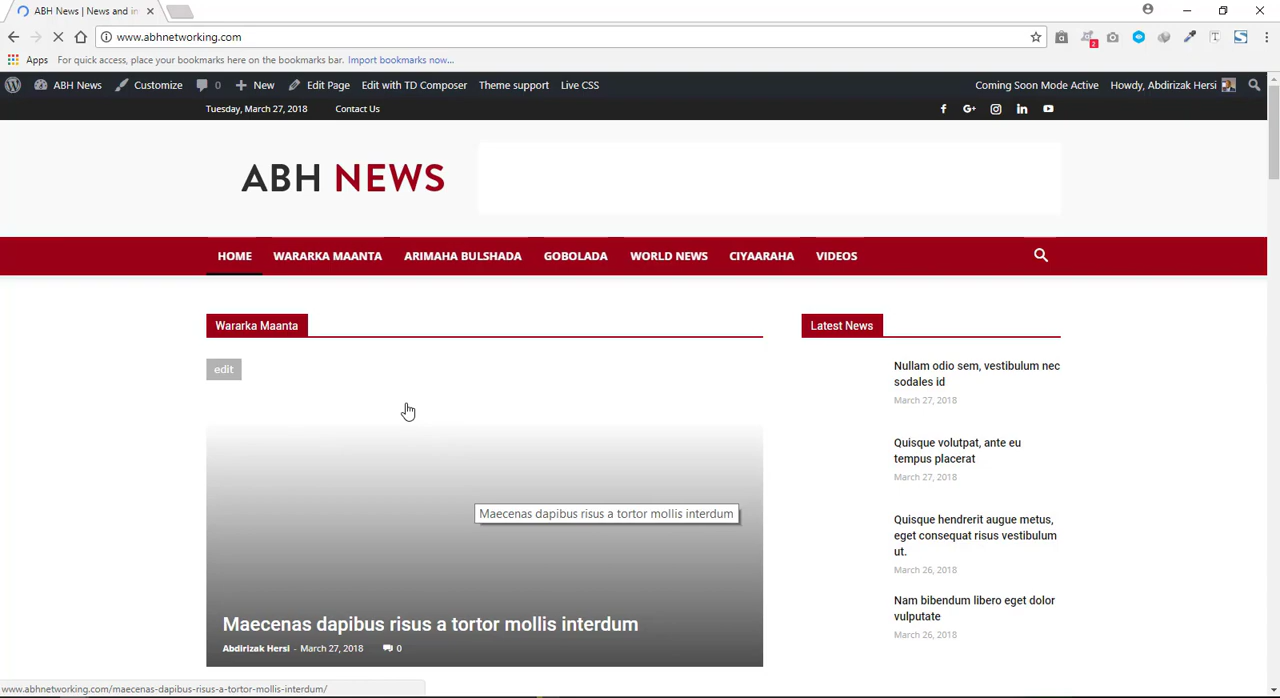 ABH News | News and in
www.abhnetworking.com
2
Apps For quick access, place your bookmarks here on the bookmarks bar. Import bookmarks now...
ABH News Customize 0 New Edit Page Edit with TD Composer Theme support Live CSS Coming Soon Mode Active Howdy, Abdirizak Hersi
Tuesday, March 27, 2018 Contact Us
ABH NEWS
HOME WARARKA MAANTA ARIMAHA BULSHADA GOBOLADA WORLD NEWS CIYAARAHA VIDEOS
Wararka Maanta
edit
Maecenas dapibus risus a tortor mollis interdum
Maecenas dapibus risus a tortor mollis interdum
Abdirizak Hersi - March 27, 2018 0
Latest News
Nullam odio sem, vestibulum nec
sodales id
March 27, 2018
Quisque volutpat, ante eu
tempus placerat
March 27, 2018
Quisque hendrerit augue metus,
eget consequat risus vestibulum
ut.
March 26, 2018
Nam bibendum libero eget dolor
vulputate
March 26, 2018
www.abhnetworking.com/maecenas-dapibus-risus-a-tortor-mollis-interdum/